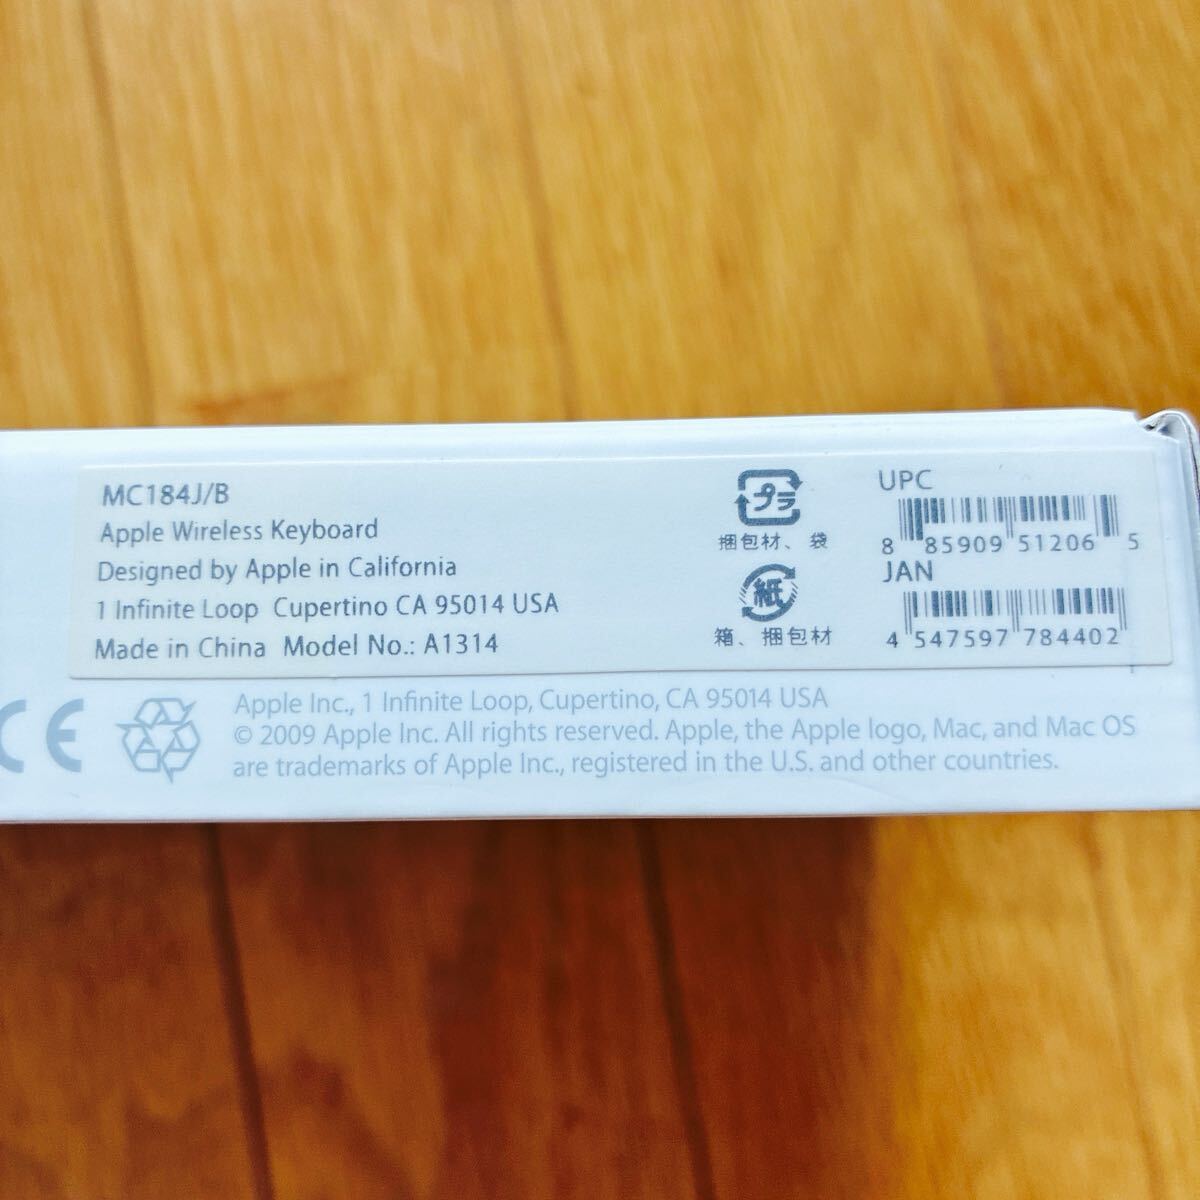 MC184J/B
Apple Wireless Keyboard
Designed by Apple in California
1 Infinite Loop Cupertino CA 95014 USA
Made in China Model No.: A1314
プラ
捆包材、袋
紙
箱、捆包材
UPC
8 85909 51206 5
JAN
4 547597 784402
CE
Apple Inc., 1 Infinite Loop, Cupertino, CA 95014 USA
© 2009 Apple Inc. All rights reserved. Apple, the Apple logo, Mac, and Mac OS
are trademarks of Apple Inc., registered in the U.S. and other countries.